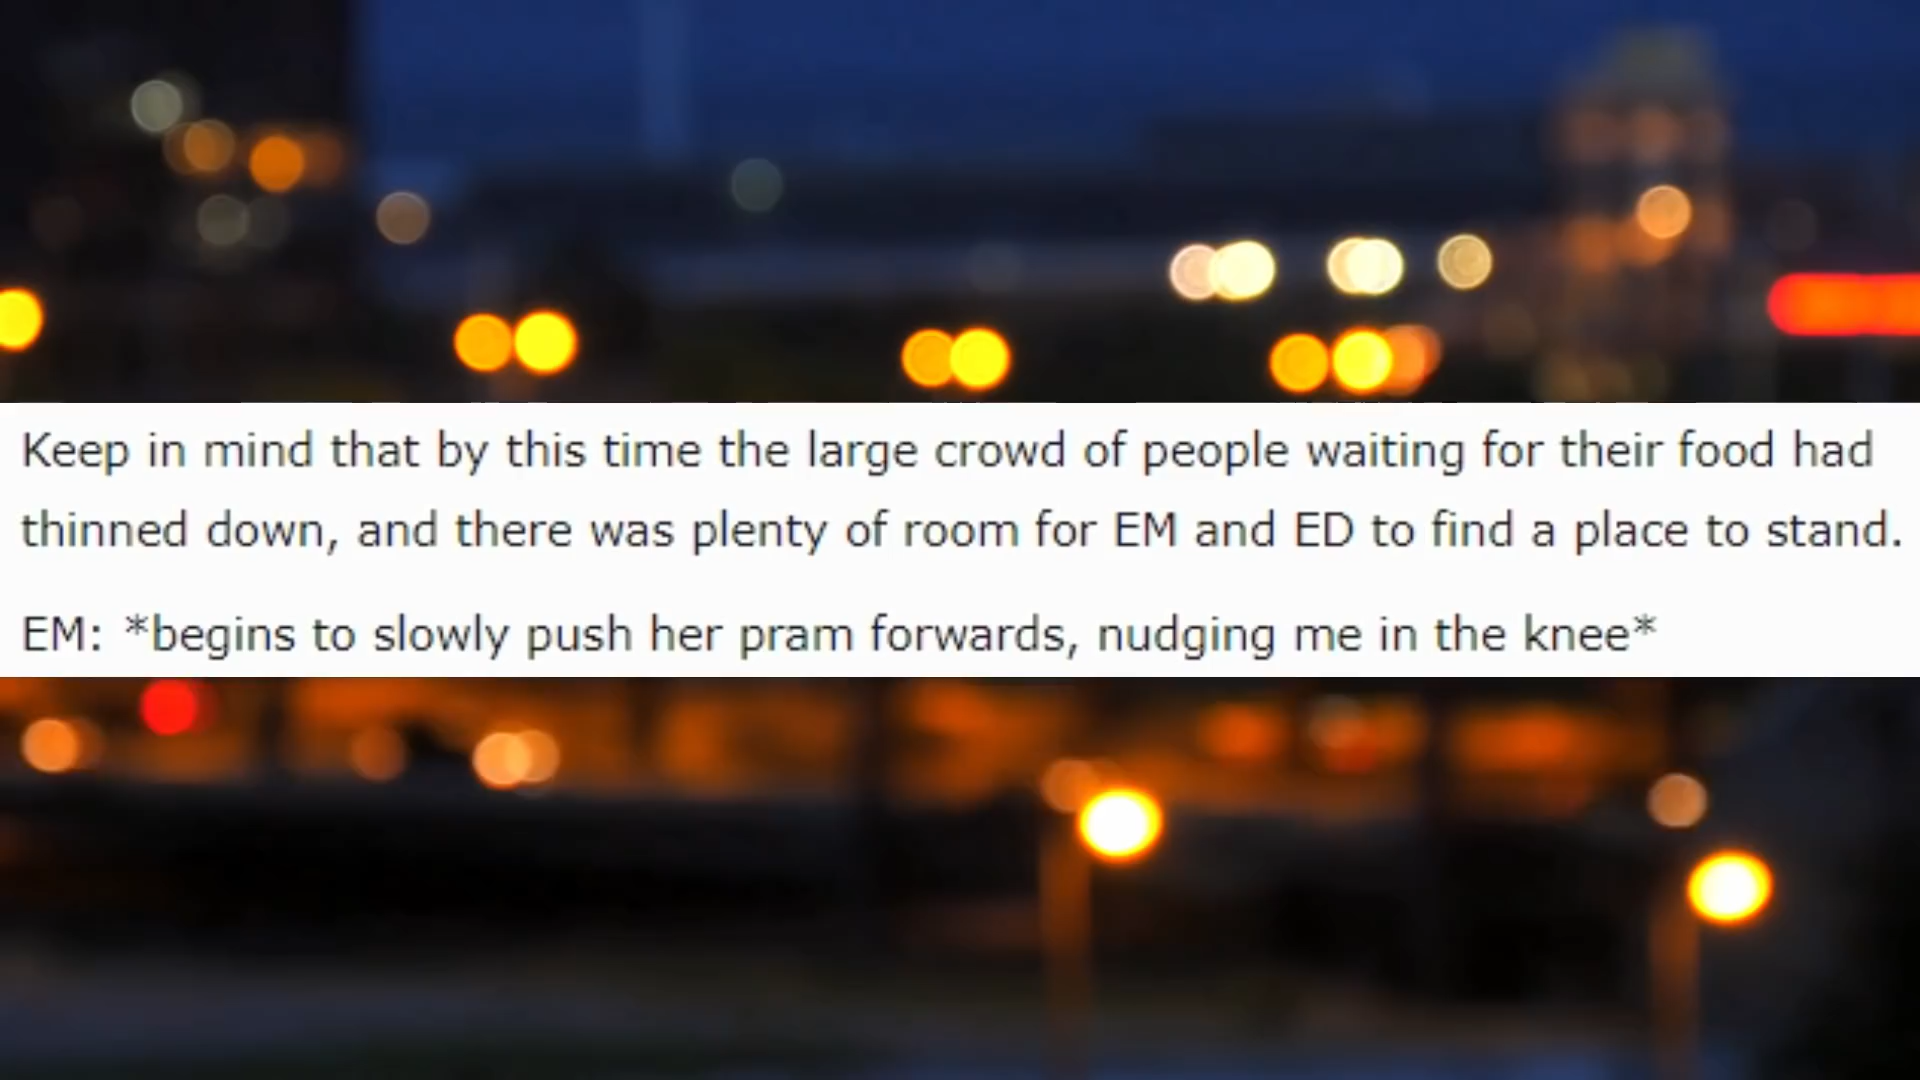 Keep in mind that by this time the large crowd of people waiting for their food had
thinned down, and there was plenty of room for EM and ED to find a place to stand.
EM: *begins to slowly push her pram forwards, nudging me in the knee*